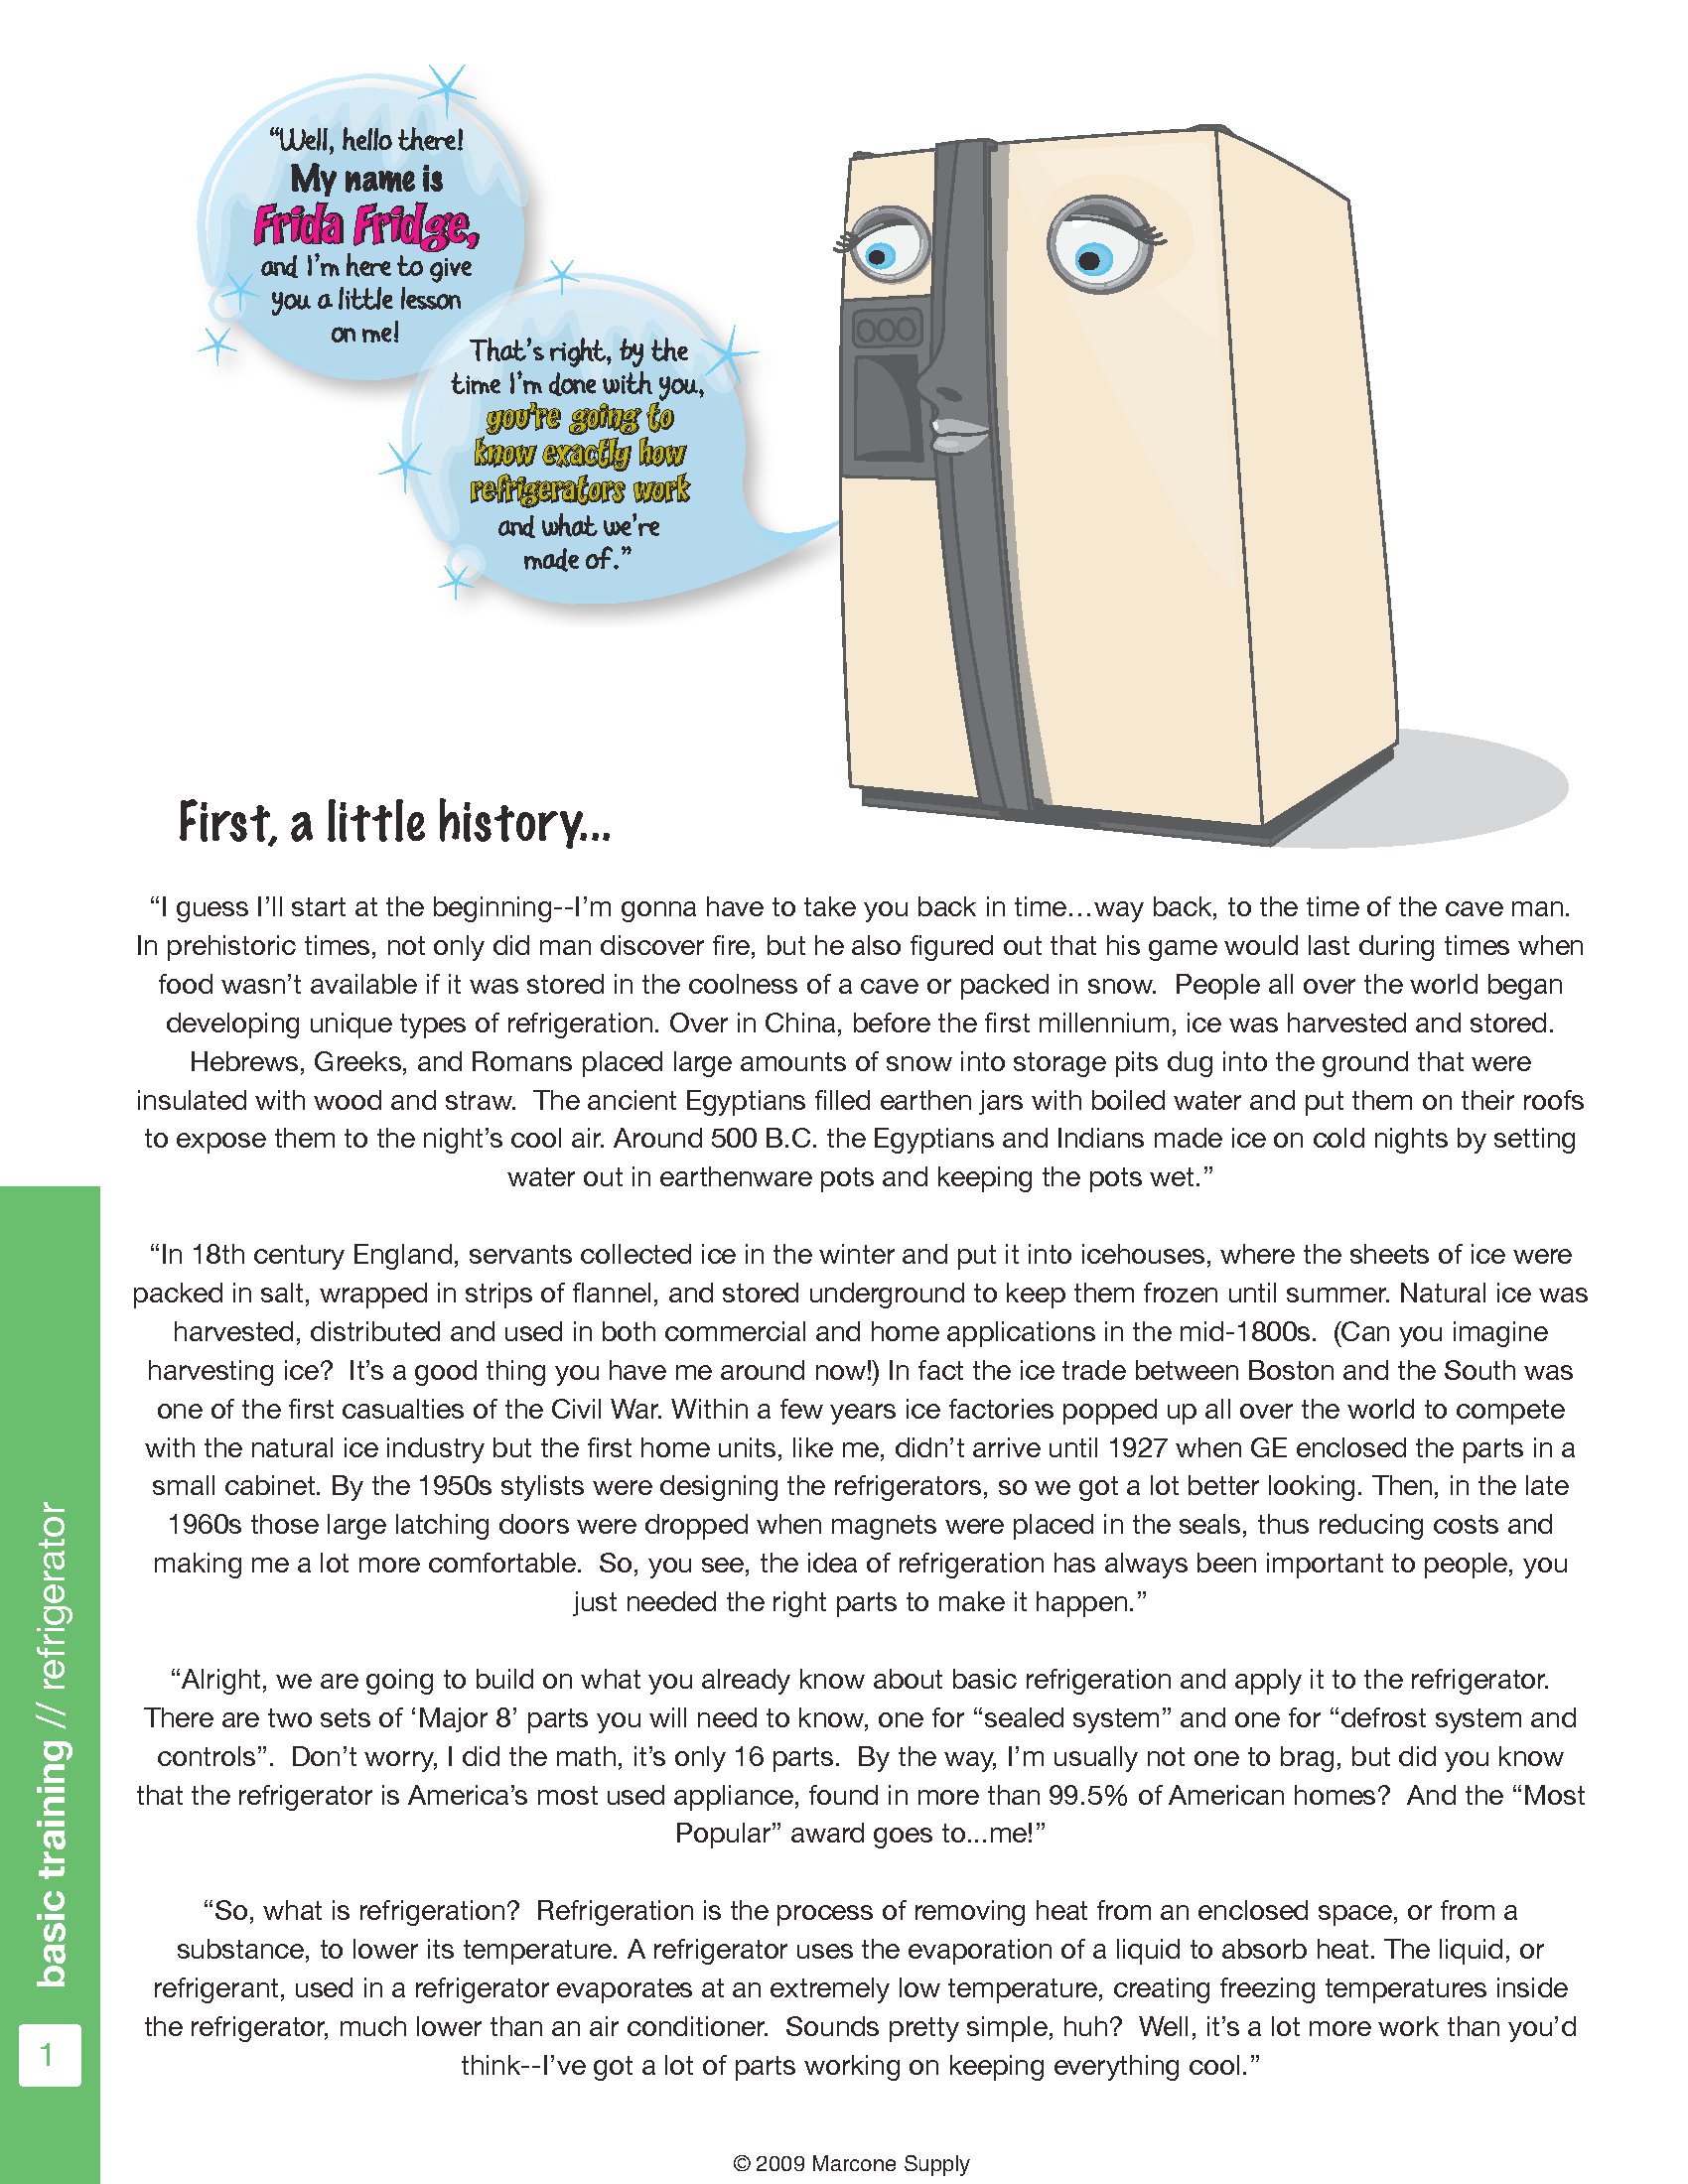 “Well, hello there!
My name is
Frida Fridge,
and I’m here to give
you a little lesson
on me!
That’s right, by the
time I’m done with you,
you’re going to
know exactly how
refrigerators work
and what we’re
made of.”
First, a little history...
“I guess I’ll start at the beginning--I’m gonna have to take you back in time…way back, to the time of the cave man.
In prehistoric times, not only did man discover fire, but he also figured out that his game would last during times when
food wasn’t available if it was stored in the coolness of a cave or packed in snow.  People all over the world began
developing unique types of refrigeration. Over in China, before the first millennium, ice was harvested and stored.
Hebrews, Greeks, and Romans placed large amounts of snow into storage pits dug into the ground that were
insulated with wood and straw.  The ancient Egyptians filled earthen jars with boiled water and put them on their roofs
to expose them to the night’s cool air. Around 500 B.C. the Egyptians and Indians made ice on cold nights by setting
water out in earthenware pots and keeping the pots wet.”
“In 18th century England, servants collected ice in the winter and put it into icehouses, where the sheets of ice were
packed in salt, wrapped in strips of flannel, and stored underground to keep them frozen until summer. Natural ice was
harvested, distributed and used in both commercial and home applications in the mid-1800s.  (Can you imagine
harvesting ice?  It’s a good thing you have me around now!) In fact the ice trade between Boston and the South was
one of the first casualties of the Civil War. Within a few years ice factories popped up all over the world to compete
with the natural ice industry but the first home units, like me, didn’t arrive until 1927 when GE enclosed the parts in a
small cabinet. By the 1950s stylists were designing the refrigerators, so we got a lot better looking. Then, in the late
1960s those large latching doors were dropped when magnets were placed in the seals, thus reducing costs and
making me a lot more comfortable.  So, you see, the idea of refrigeration has always been important to people, you
just needed the right parts to make it happen.”
“Alright, we are going to build on what you already know about basic refrigeration and apply it to the refrigerator.
There are two sets of ‘Major 8’ parts you will need to know, one for “sealed system” and one for “defrost system and
controls”.  Don’t worry, I did the math, it’s only 16 parts.  By the way, I’m usually not one to brag, but did you know
that the refrigerator is America’s most used appliance, found in more than 99.5% of American homes?  And the “Most
Popular” award goes to...me!”
“So, what is refrigeration?  Refrigeration is the process of removing heat from an enclosed space, or from a
substance, to lower its temperature. A refrigerator uses the evaporation of a liquid to absorb heat. The liquid, or
refrigerant, used in a refrigerator evaporates at an extremely low temperature, creating freezing temperatures inside
the refrigerator, much lower than an air conditioner.  Sounds pretty simple, huh?  Well, it’s a lot more work than you’d
think--I’ve got a lot of parts working on keeping everything cool.”
basic training // refrigerator
1
© 2009 Marcone Supply